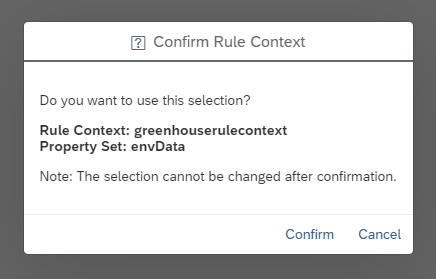 Confirm Rule Context
Do you want to use this selection?
Rule Context: greenhouserulecontext
Property Set: envData
Note: The selection cannot be changed after confirmation.
Confirm Cancel